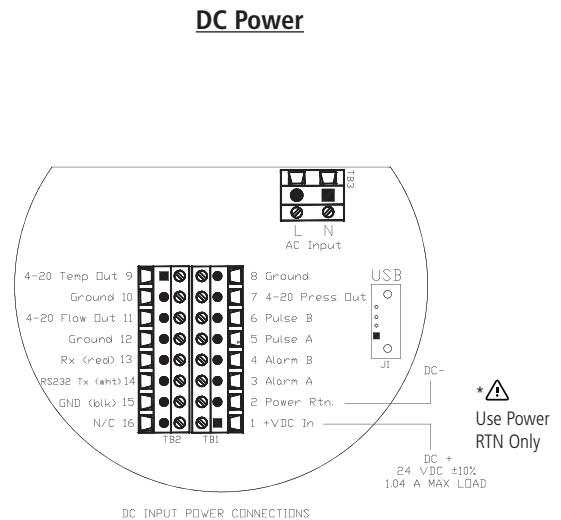 DC Power
TB3
L N
AC Input
4-20 Temp Out 9
Ground 10
4-20 Flow Out 11
Ground 12
Rx (red) 13
RS232 Tx (wht) 14
GND (blk) 15
N/C 16
TB2 TB1
8 Ground
7 4-20 Press Out
6 Pulse B
5 Pulse A
4 Alarm B
3 Alarm A
2 Power Rtn.
1 +VDC In
USB
J1
DC-
* ⚠
Use Power
RTN Only
DC +
24 VDC ±10%
1.04 A MAX LOAD
DC INPUT POWER CONNECTIONS